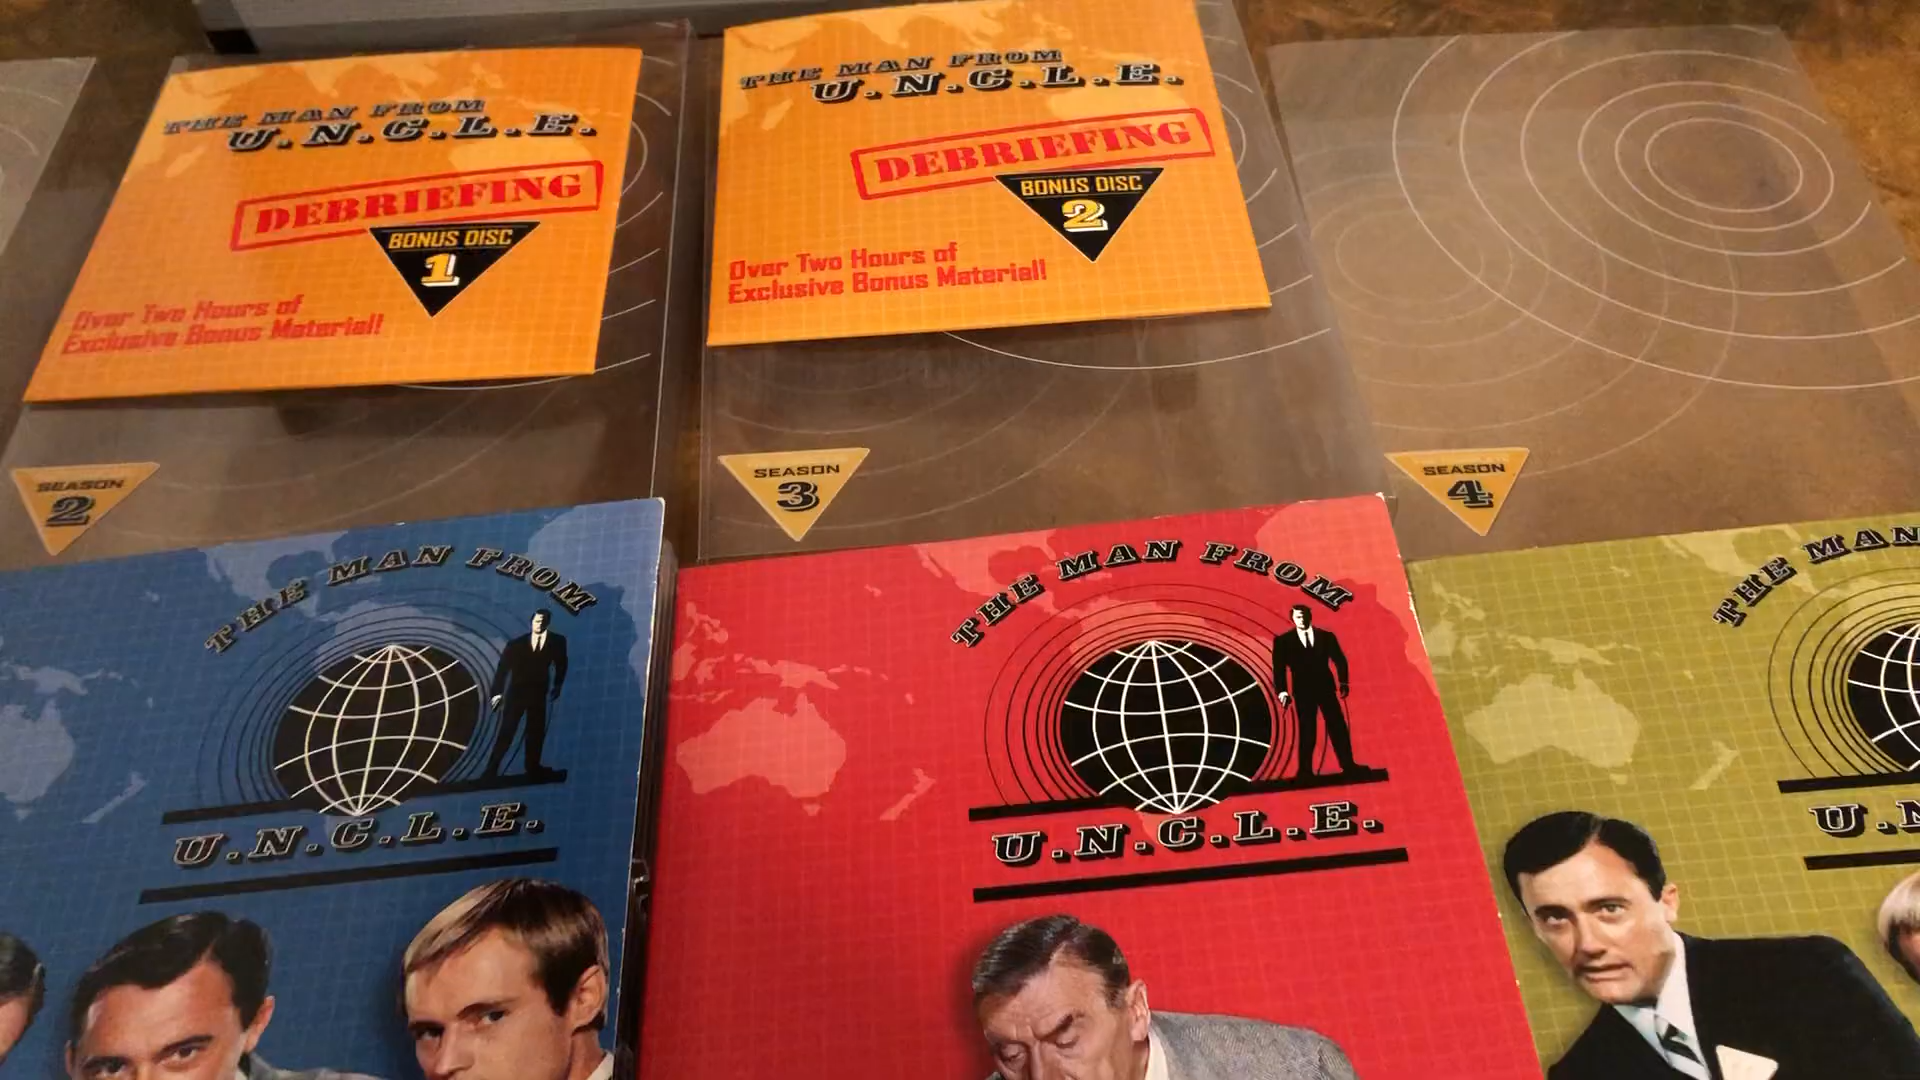 THE MAN FROM
U.N.C.L.E.
DEBRIEFING
BONUS DISC
1
Over Two Hours of
Exclusive Bonus Material!
THE MAN FROM
U.N.C.L.E.
DEBRIEFING
BONUS DISC
2
Over Two Hours of
Exclusive Bonus Material!
SEASON
2
SEASON
3
SEASON
4
THE MAN FROM
U.N.C.L.E.
THE MAN FROM
U.N.C.L.E.
THE MAN
U.N